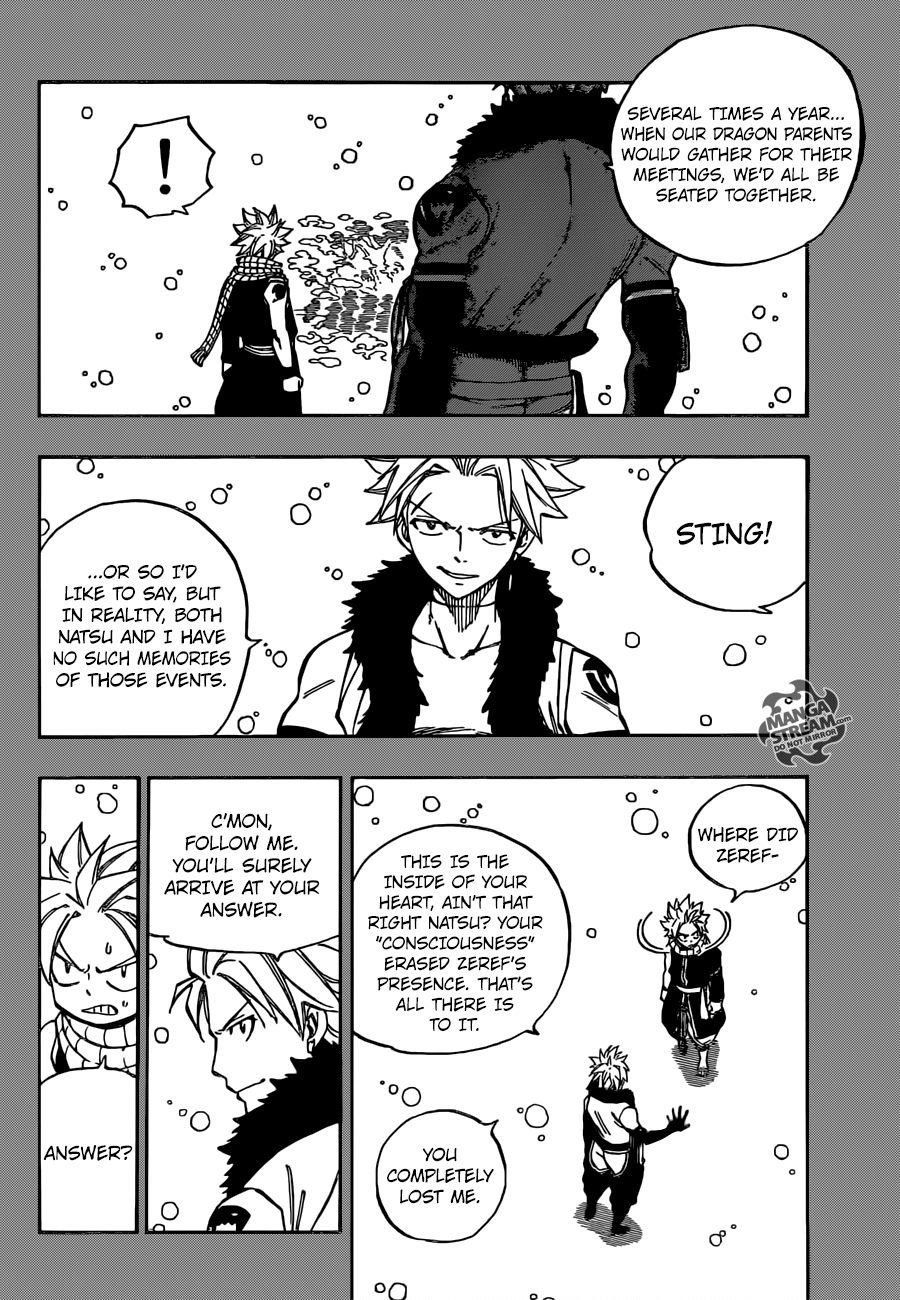 SEVERAL TIMES A YEAR...
WHEN OUR DRAGON PARENTS
WOULD GATHER FOR THEIR
MEETINGS, WE'D ALL BE
SEATED TOGETHER.
!
STING!
...OR SO I'D
LIKE TO SAY, BUT
IN REALITY, BOTH
NATSU AND I HAVE
NO SUCH MEMORIES
OF THOSE EVENTS.
MANGA
STREAM.com
DO NOT MIRROR
WHERE DID
ZEREF-
THIS IS THE
INSIDE OF YOUR
HEART, AIN'T THAT
RIGHT NATSU? YOUR
"CONSCIOUSNESS"
ERASED ZEREF'S
PRESENCE. THAT'S
ALL THERE IS
TO IT.
YOU
COMPLETELY
LOST ME.
C'MON,
FOLLOW ME.
YOU'LL SURELY
ARRIVE AT YOUR
ANSWER.
ANSWER?